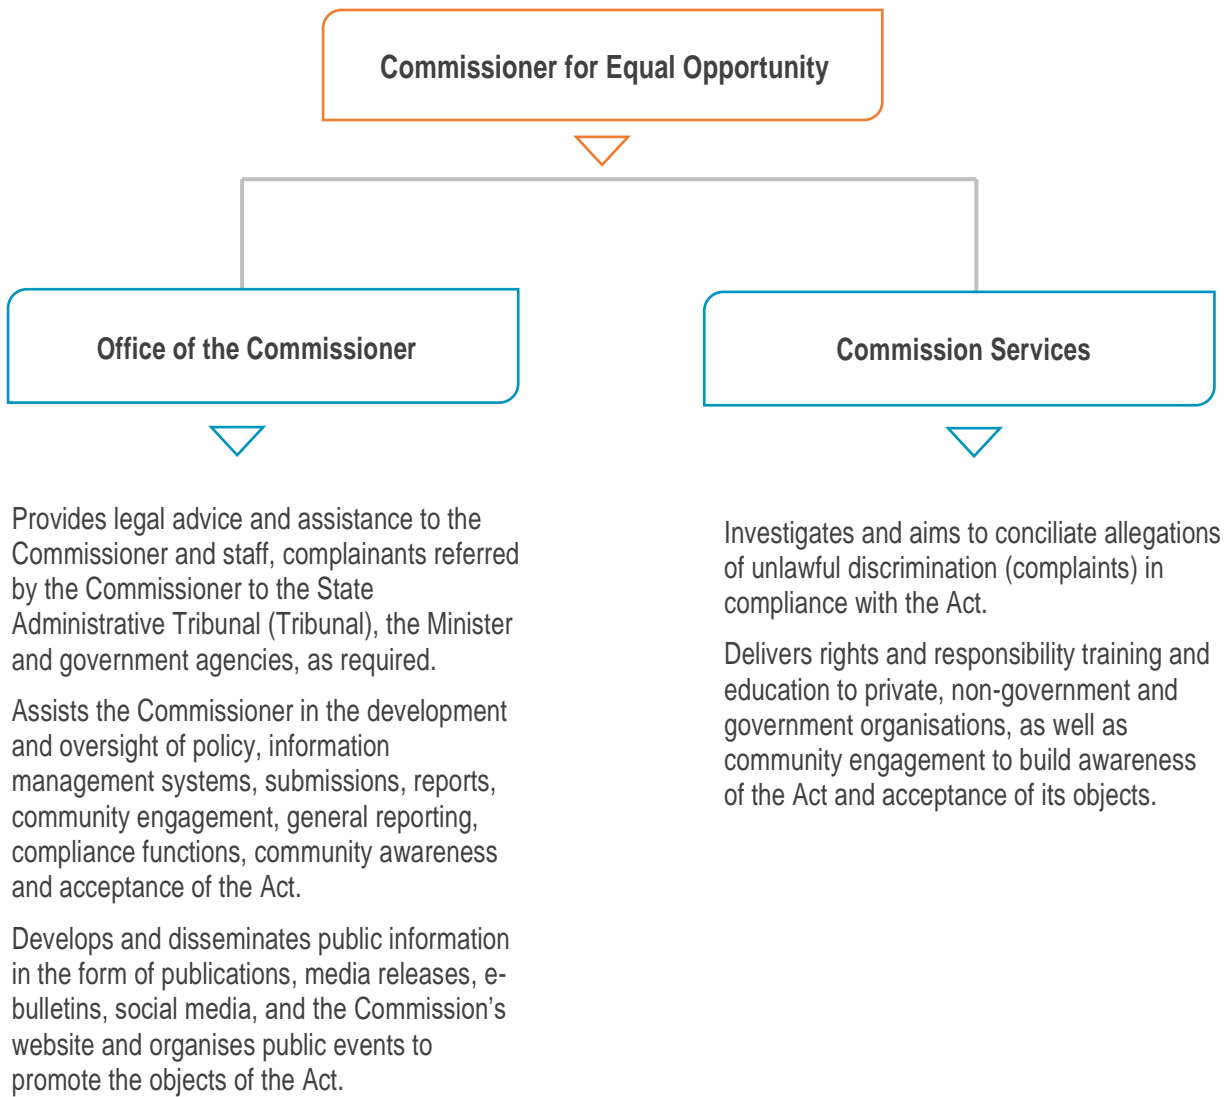 Commissioner for Equal Opportunity
Office of the Commissioner
Commission Services
Provides legal advice and assistance to the
Commissioner and staff, complainants referred
by the Commissioner to the State
Administrative Tribunal (Tribunal), the Minister
and government agencies, as required.
Assists the Commissioner in the development
and oversight of policy, information
management systems, submissions, reports,
community engagement, general reporting,
compliance functions, community awareness
and acceptance of the Act.
Develops and disseminates public information
in the form of publications, media releases, e-
bulletins, social media, and the Commission’s
website and organises public events to
promote the objects of the Act.
Investigates and aims to conciliate allegations
of unlawful discrimination (complaints) in
compliance with the Act.
Delivers rights and responsibility training and
education to private, non-government and
government organisations, as well as
community engagement to build awareness
of the Act and acceptance of its objects.